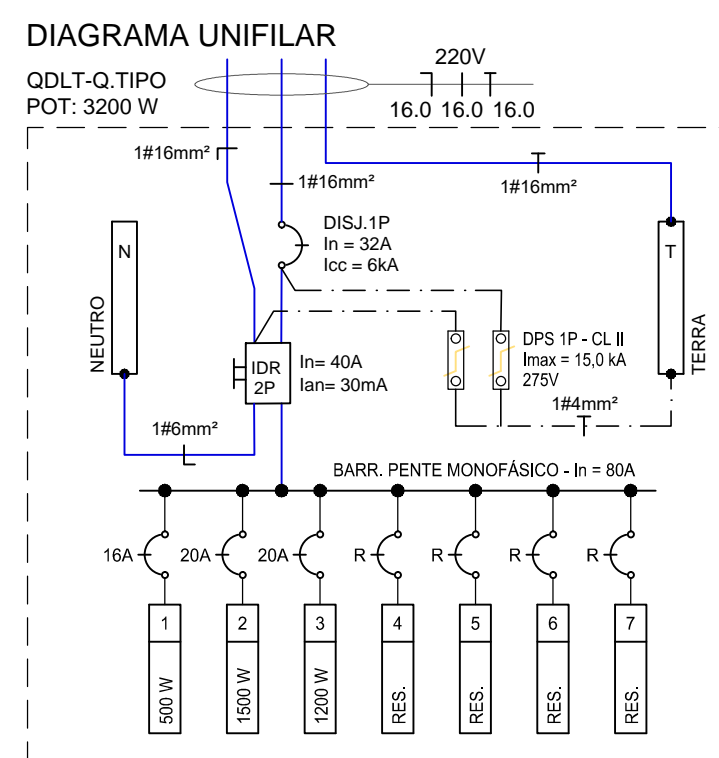 DIAGRAMA UNIFILAR
QDLT-Q.TIPO
POT: 3200 W
220V
16.0 16.0 16.0
1#16mm²
1#16mm²
1#16mm²
DISJ.1P
In = 32A
Icc = 6kA
N
NEUTRO
T
TERRA
IDR
2P
In= 40A
Ian= 30mA
DPS 1P - CL II
Imax = 15,0 kA
275V
1#4mm²
1#6mm²
BARR. PENTE MONOFÁSICO - In = 80A
16A 20A 20A R R R R
1 2 3 4 5 6 7
500 W 1500 W 1200 W RES. RES. RES. RES.